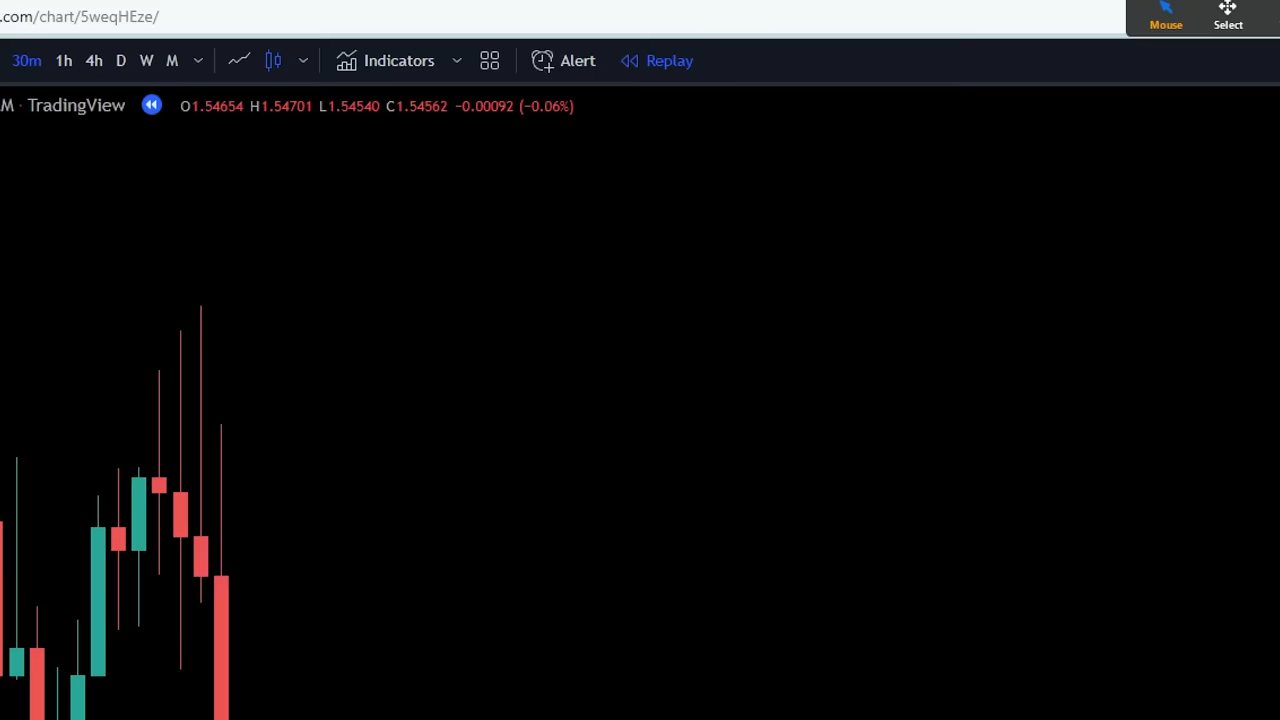 .com/chart/5weqHEze/
Mouse Select
30m 1h 4h D W M Indicators Alert Replay
M · TradingView O1.54654 H1.54701 L1.54540 C1.54562 −0.00092 (−0.06%)